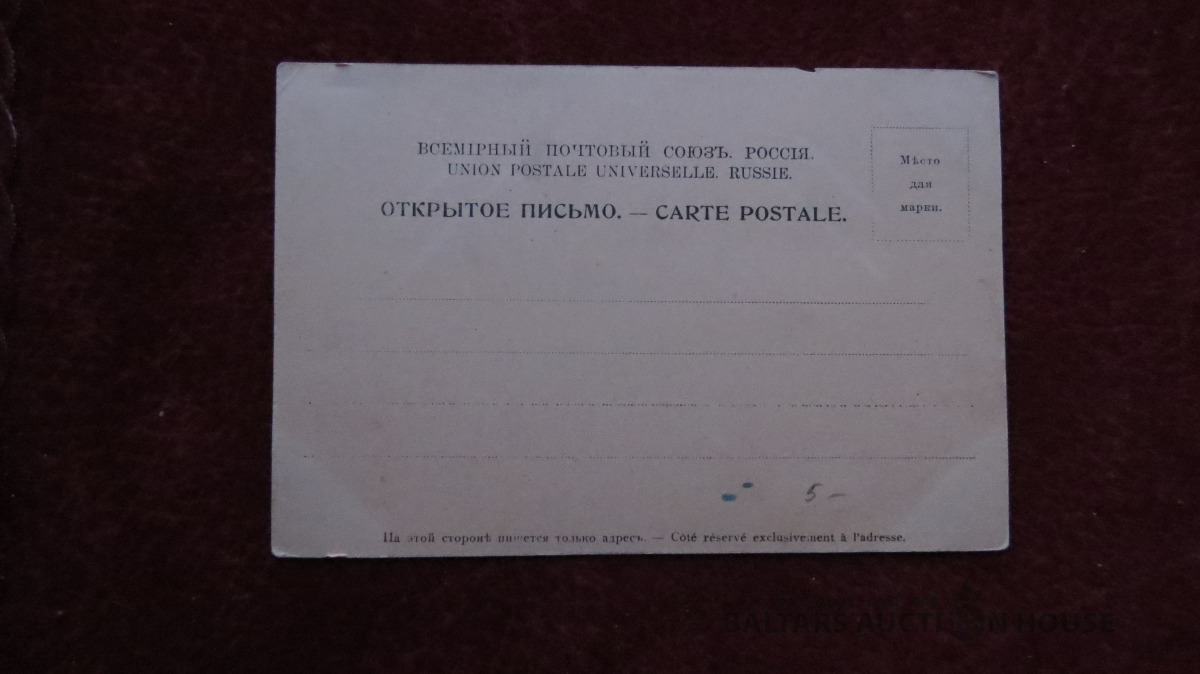 ВСЕМІРНЫЙ ПОЧТОВЫЙ СОЮЗЪ. РОССІЯ.
UNION POSTALE UNIVERSELLE. RUSSIE.
ОТКРЫТОЕ ПИСЬМО. — CARTE POSTALE.
Мѣсто
для
марки.
5 —
На этой сторонѣ пишется только адресъ. — Côté réservé exclusivement à l'adresse.
BALTARS AUCTION HOUSE